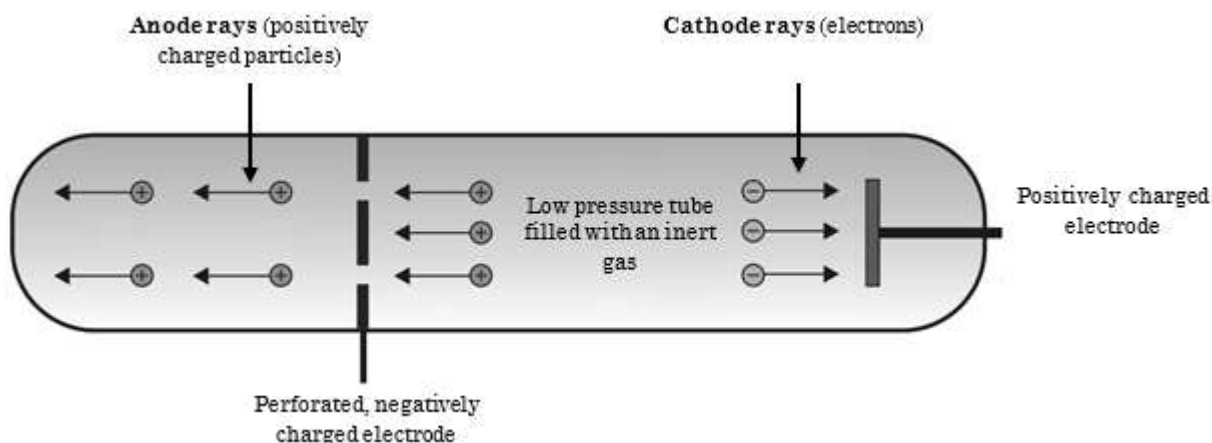 Anode rays (positively
charged particles)
Cathode rays (electrons)
Low pressure tube
filled with an inert
gas
Positively charged
electrode
Perforated, negatively
charged electrode